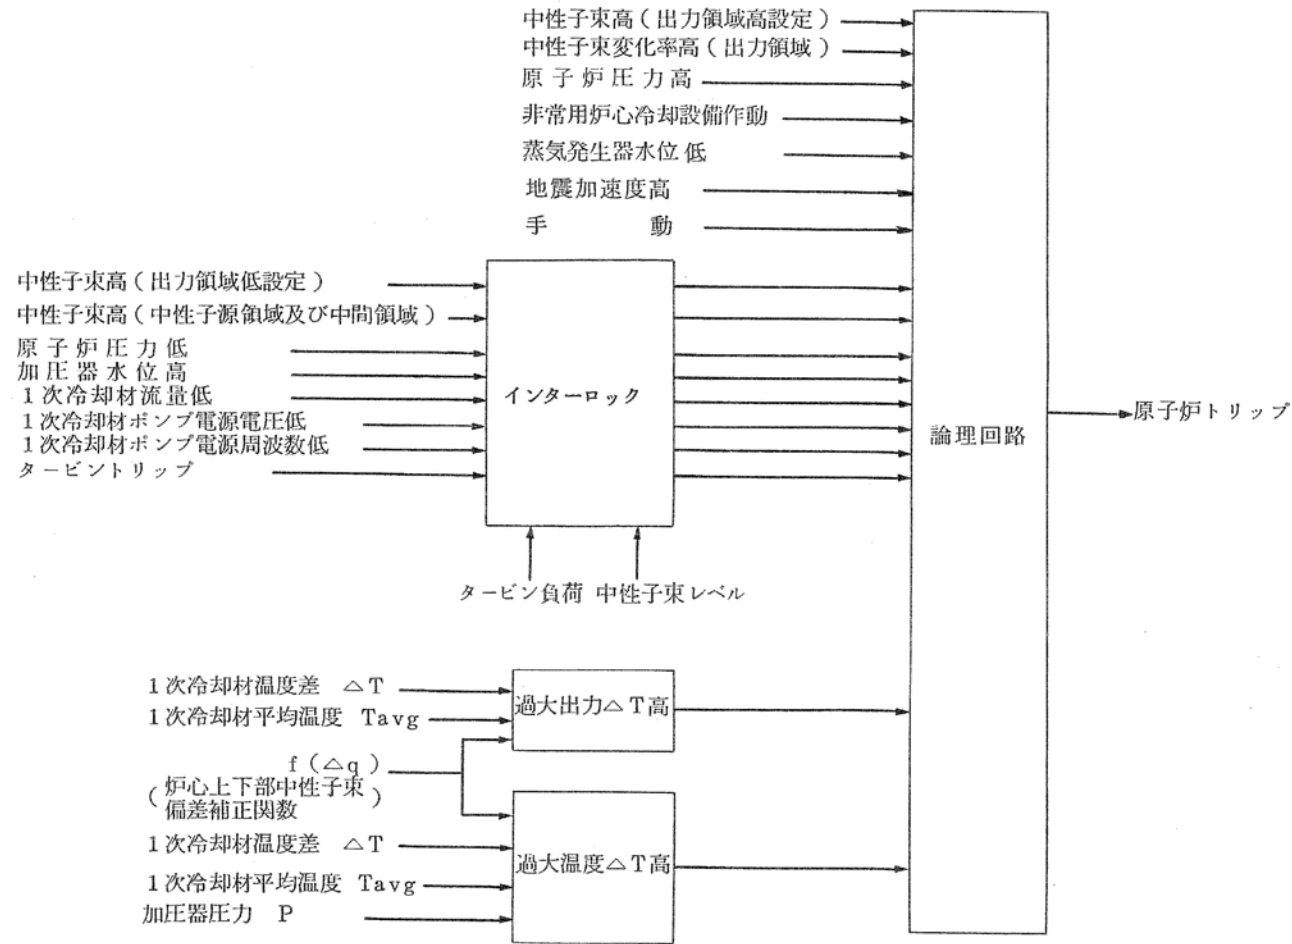 中性子束高(出力領域高設定)
中性子束変化率高(出力領域)
原子炉圧力高
非常用炉心冷却設備作動
蒸気発生器水位低
地震加速度高
手動
中性子束高(出力領域低設定)
中性子束高(中性子源領域及び中間領域)
原子炉圧力低
加圧器水位高
1次冷却材流量低
1次冷却材ポンプ電源電圧低
1次冷却材ポンプ電源周波数低
タービントリップ
インターロック
タービン負荷 中性子束レベル
論理回路
原子炉トリップ
1次冷却材温度差 △T
1次冷却材平均温度 Tavg
過大出力△T高
f(△q)
(炉心上下部中性子束
偏差補正関数)
1次冷却材温度差 △T
1次冷却材平均温度 Tavg
加圧器圧力 P
過大温度△T高